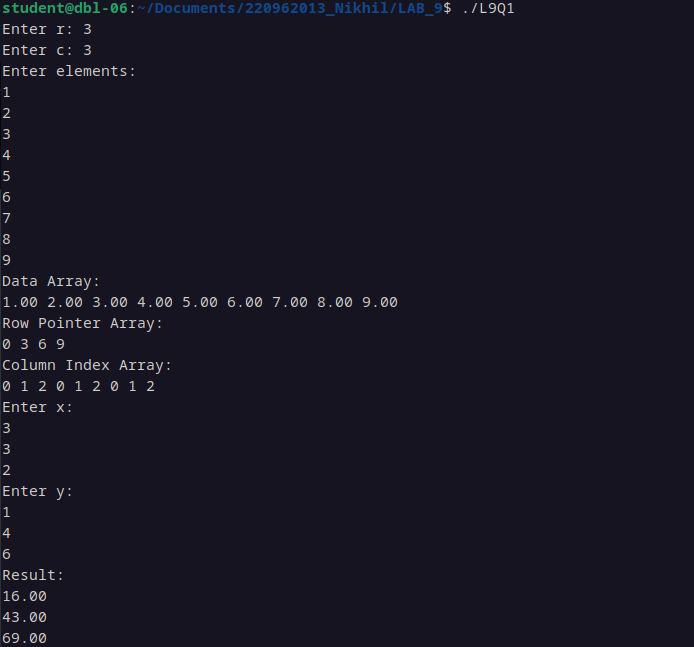 student@dbl-06:~/Documents/220962013_Nikhil/LAB_9$ ./L9Q1
Enter r: 3
Enter c: 3
Enter elements:
1
2
3
4
5
6
7
8
9
Data Array:
1.00 2.00 3.00 4.00 5.00 6.00 7.00 8.00 9.00
Row Pointer Array:
0 3 6 9
Column Index Array:
0 1 2 0 1 2 0 1 2
Enter x:
3
3
2
Enter y:
1
4
6
Result:
16.00
43.00
69.00